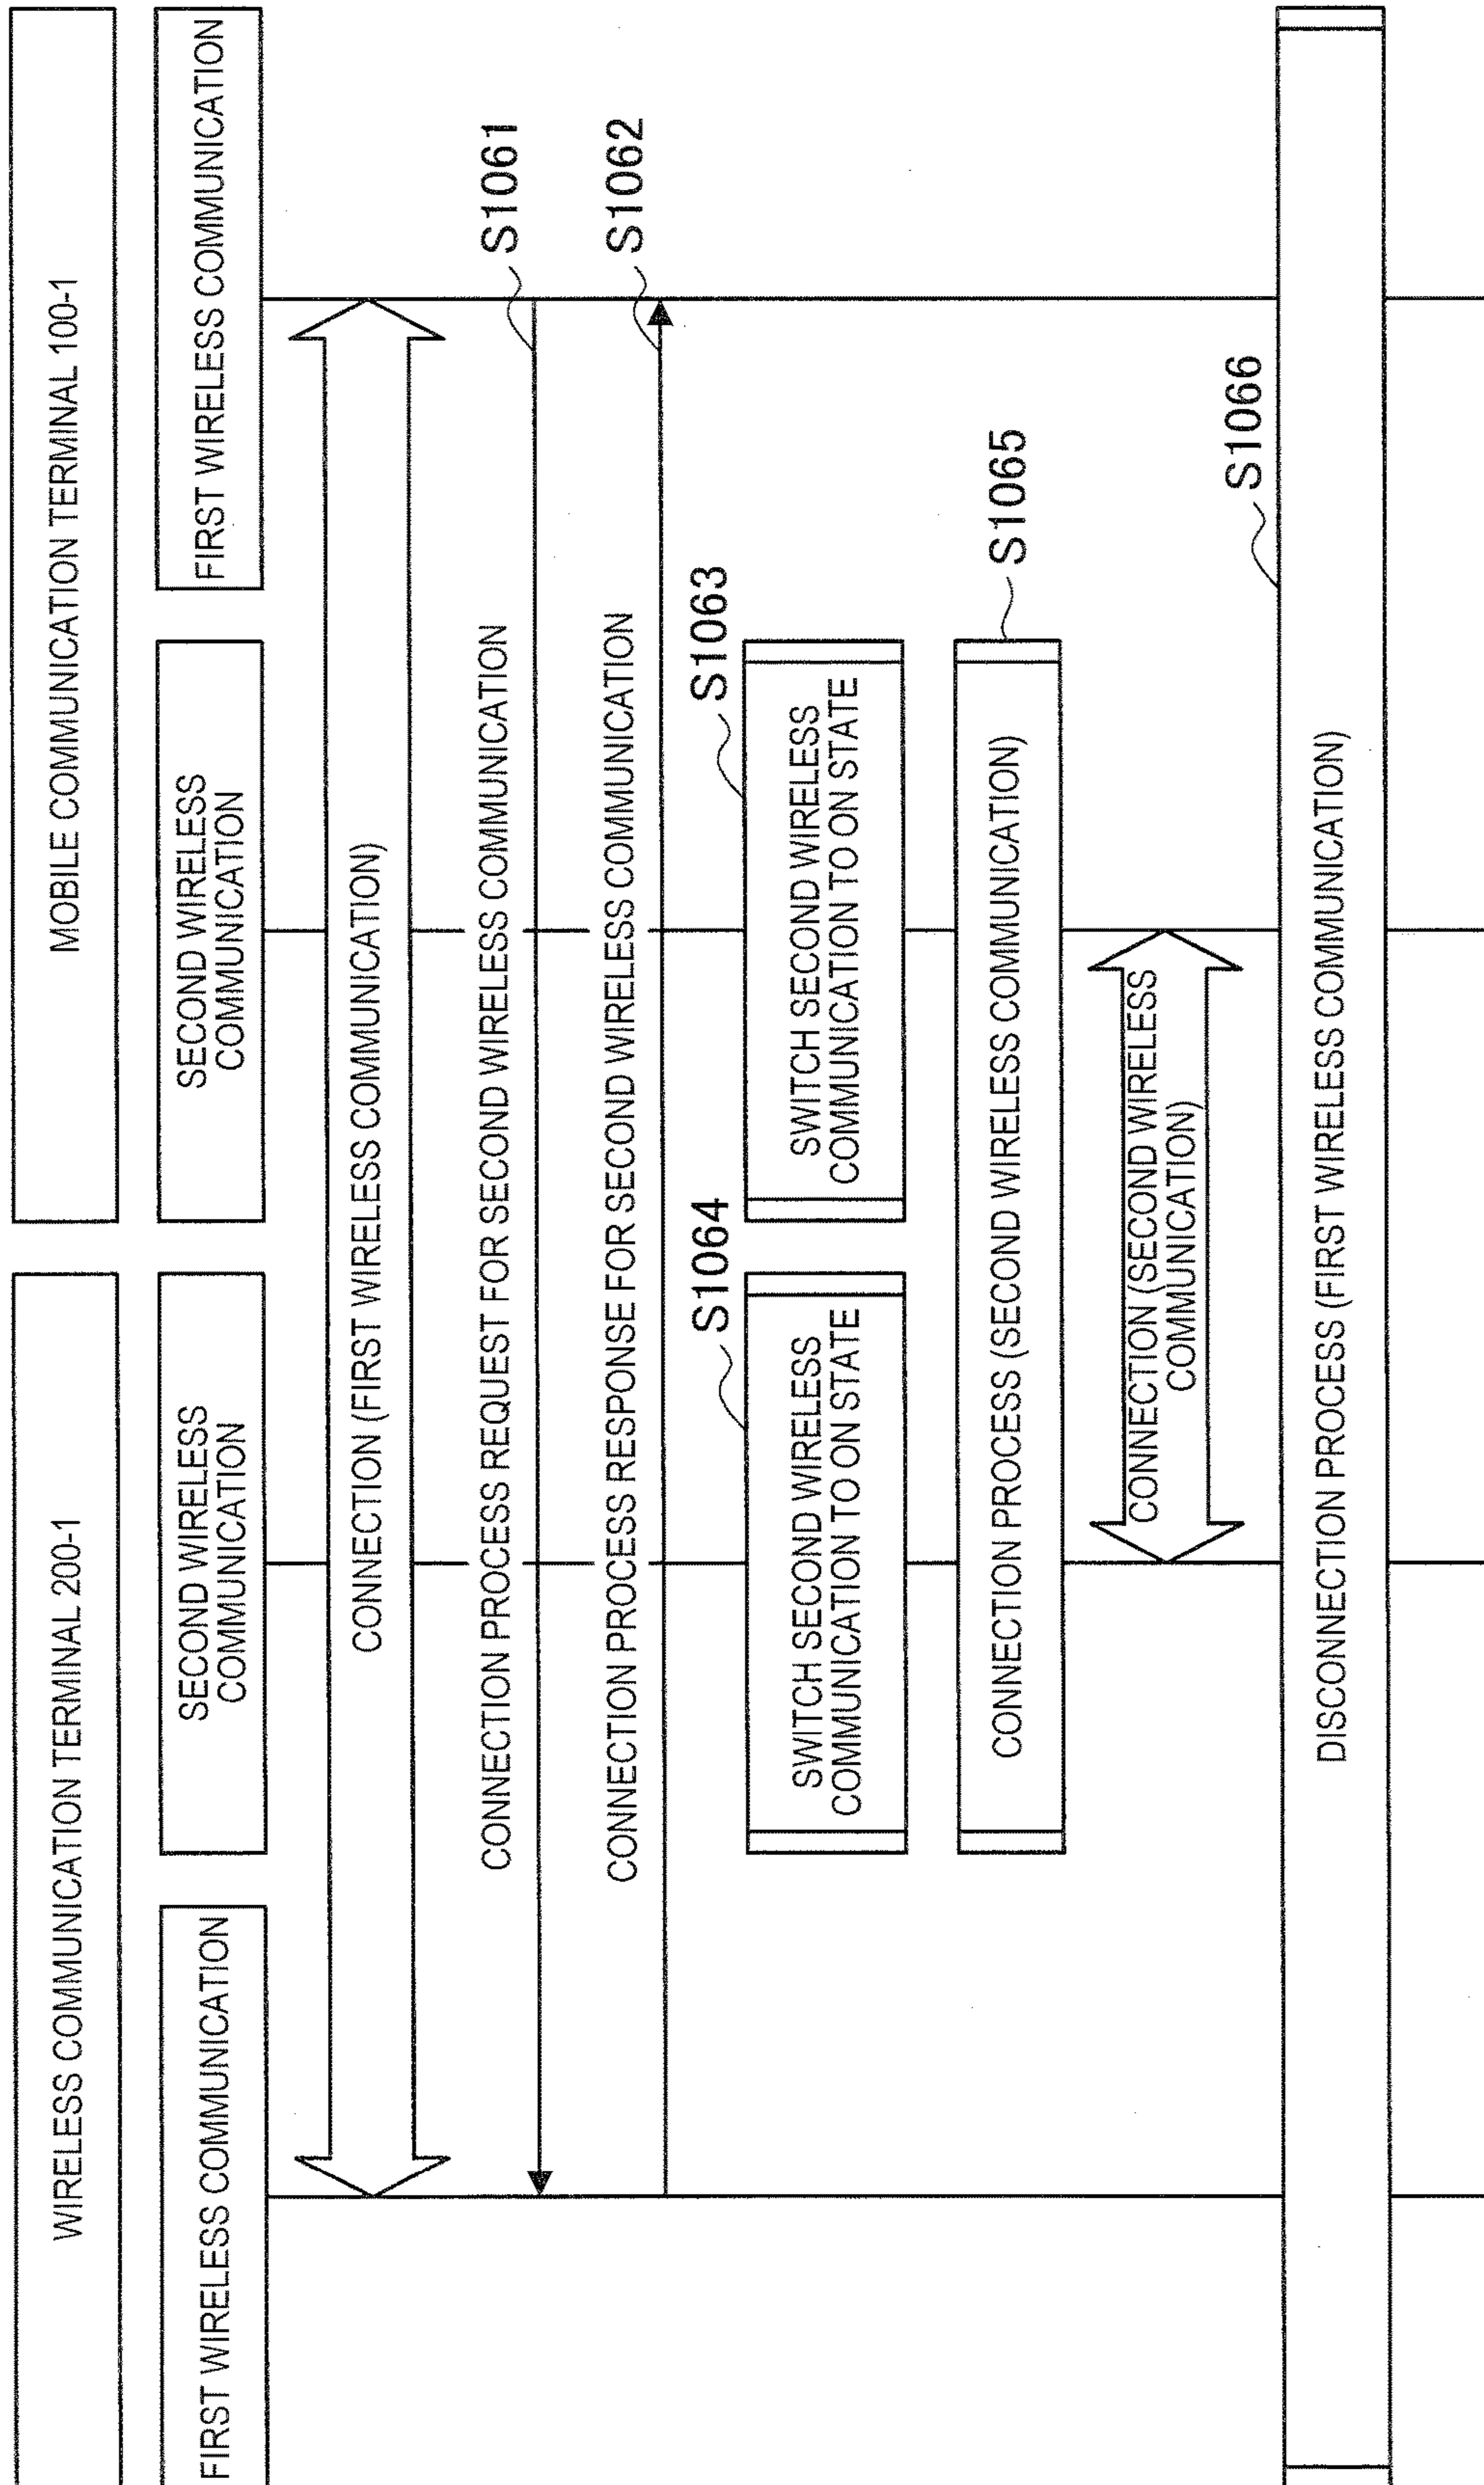 WIRELESS COMMUNICATION TERMINAL 200-1
MOBILE COMMUNICATION TERMINAL 100-1
FIRST WIRELESS COMMUNICATION
SECOND WIRELESS
COMMUNICATION
SECOND WIRELESS
COMMUNICATION
FIRST WIRELESS COMMUNICATION
CONNECTION (FIRST WIRELESS COMMUNICATION)
CONNECTION PROCESS REQUEST FOR SECOND WIRELESS COMMUNICATION
S1061
CONNECTION PROCESS RESPONSE FOR SECOND WIRELESS COMMUNICATION
S1062
S1064
SWITCH SECOND WIRELESS
COMMUNICATION TO ON STATE
S1063
SWITCH SECOND WIRELESS
COMMUNICATION TO ON STATE
CONNECTION PROCESS (SECOND WIRELESS COMMUNICATION)
S1065
CONNECTION (SECOND WIRELESS
COMMUNICATION)
S1066
DISCONNECTION PROCESS (FIRST WIRELESS COMMUNICATION)